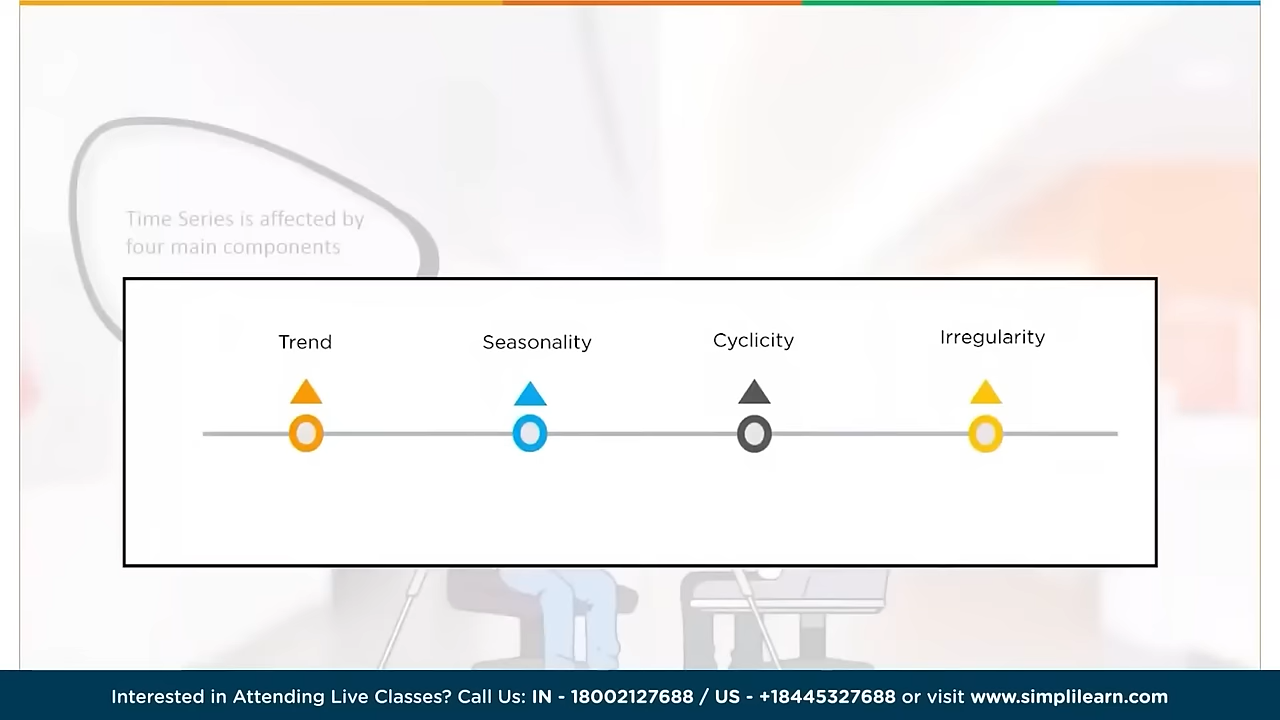 Time Series is affected by
four main components
Trend
Seasonality
Cyclicity
Irregularity
Interested in Attending Live Classes? Call Us: IN - 18002127688 / US - +18445327688 or visit www.simplilearn.com